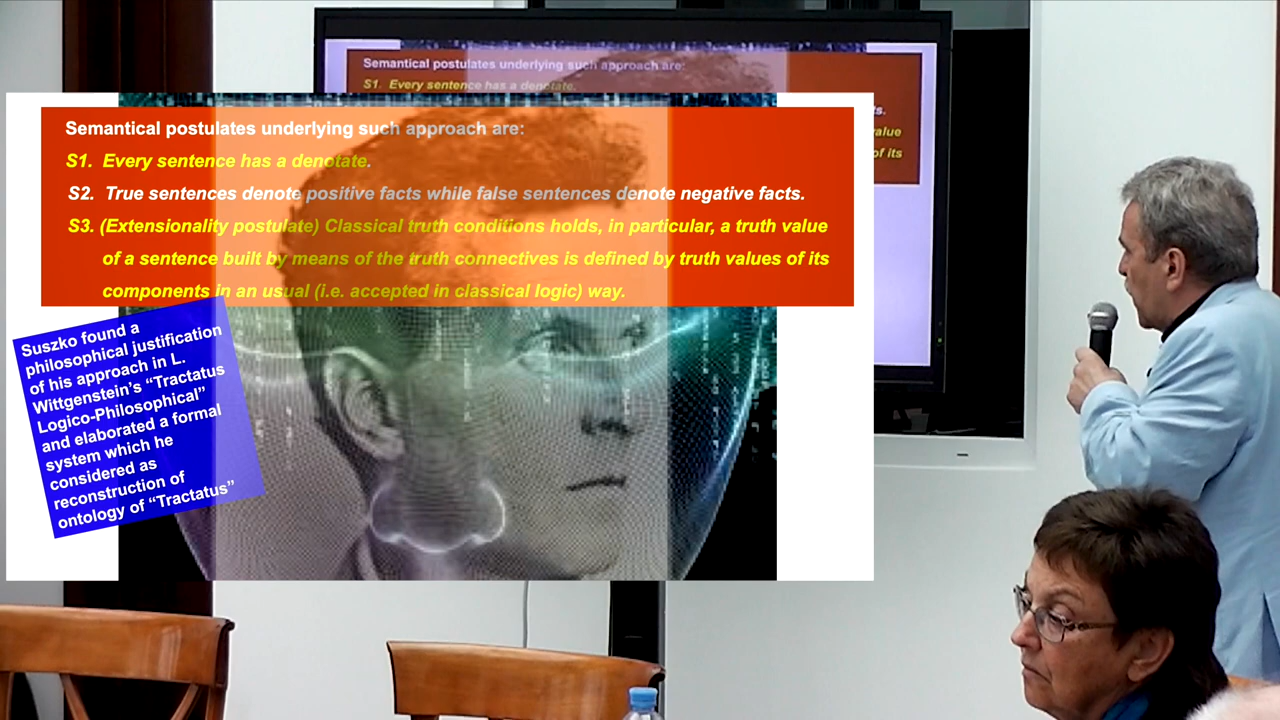 Semantical postulates underlying such approach are:
S1. Every sentence has a denotate.
Semantical postulates underlying such approach are:
S1. Every sentence has a denotate.
S2. True sentences denote positive facts while false sentences denote negative facts.
S3. (Extensionality postulate) Classical truth conditions holds, in particular, a truth value
of a sentence built by means of the truth connectives is defined by truth values of its
components in an usual (i.e. accepted in classical logic) way.
value
of its
Suszko found a
philosophical justification
of his approach in L.
Wittgenstein's “Tractatus
Logico-Philosophical”
and elaborated a formal
system which he
considered as
reconstruction of
ontology of “Tractatus”